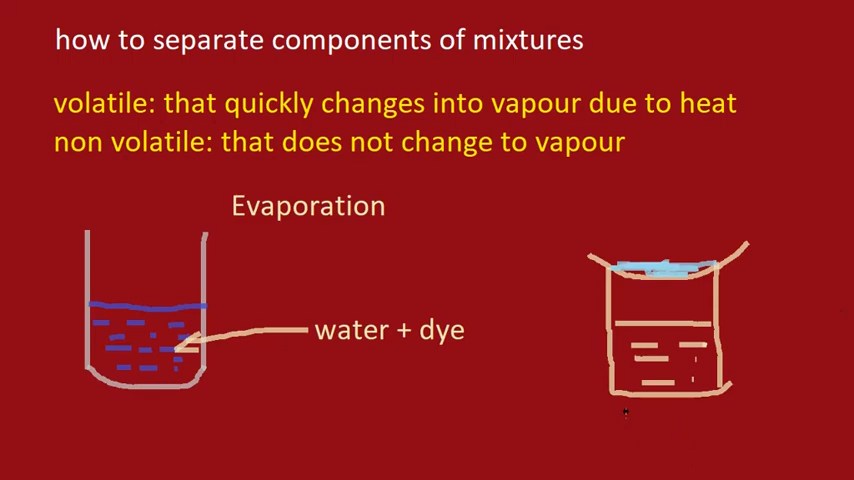 how to separate components of mixtures
volatile: that quickly changes into vapour due to heat
non volatile: that does not change to vapour
Evaporation
water + dye